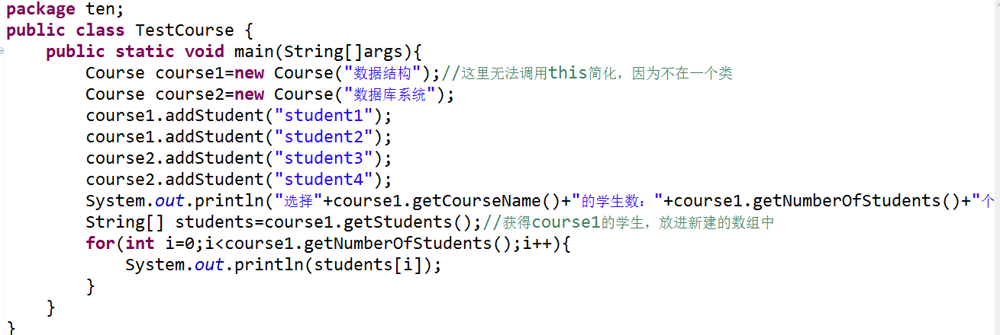 package ten;
public class TestCourse {
    public static void main(String[]args){
        Course course1=new Course("数据结构");//这里无法调用this简化，因为不在一个类
        Course course2=new Course("数据库系统");
        course1.addStudent("student1");
        course1.addStudent("student2");
        course2.addStudent("student3");
        course2.addStudent("student4");
        System.out.println("选择"+course1.getCourseName()+"的学生数："+course1.getNumberOfStudents()+"个
        String[] students=course1.getStudents();//获得course1的学生，放进新建的数组中
        for(int i=0;i<course1.getNumberOfStudents();i++){
            System.out.println(students[i]);
        }
    }
}